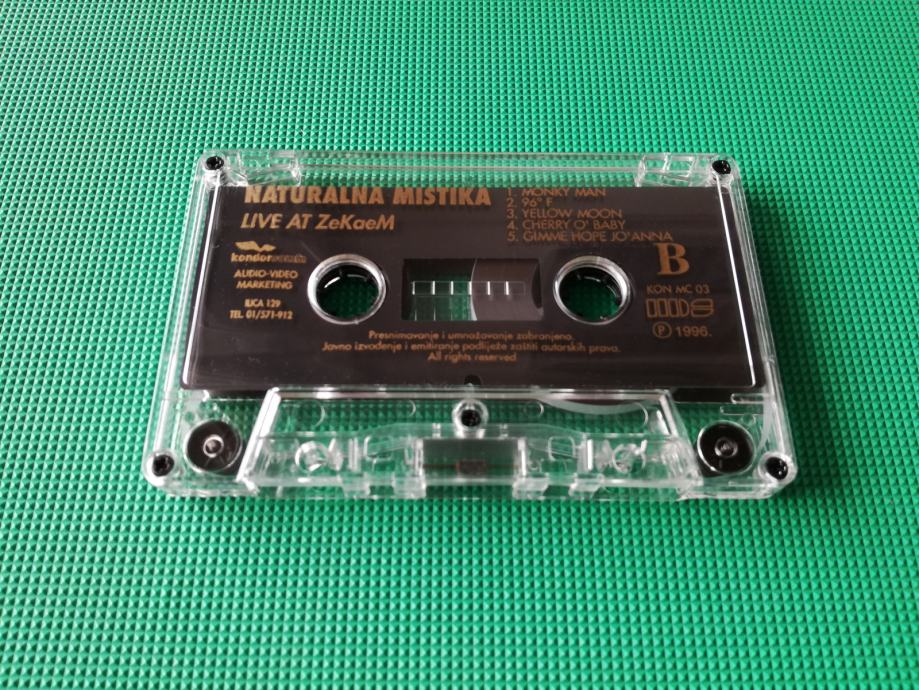 NATURALNA MISTIKA
LIVE AT ZeKaeM
1. MONKY MAN
2. 96° F
3. YELLOW MOON
4. CHERRY O' BABY
5. GIMME HOPE JO'ANNA
B
AUDIO-VIDEO
MARKETING
ILICA 129
TEL. 01/571-912
KON MC 03
P 1996.
Presnimavanje i umnožavanje zabranjeno.
Javno izvođenje i emitiranje podliježe zaštiti autorskih prava.
All rights reserved